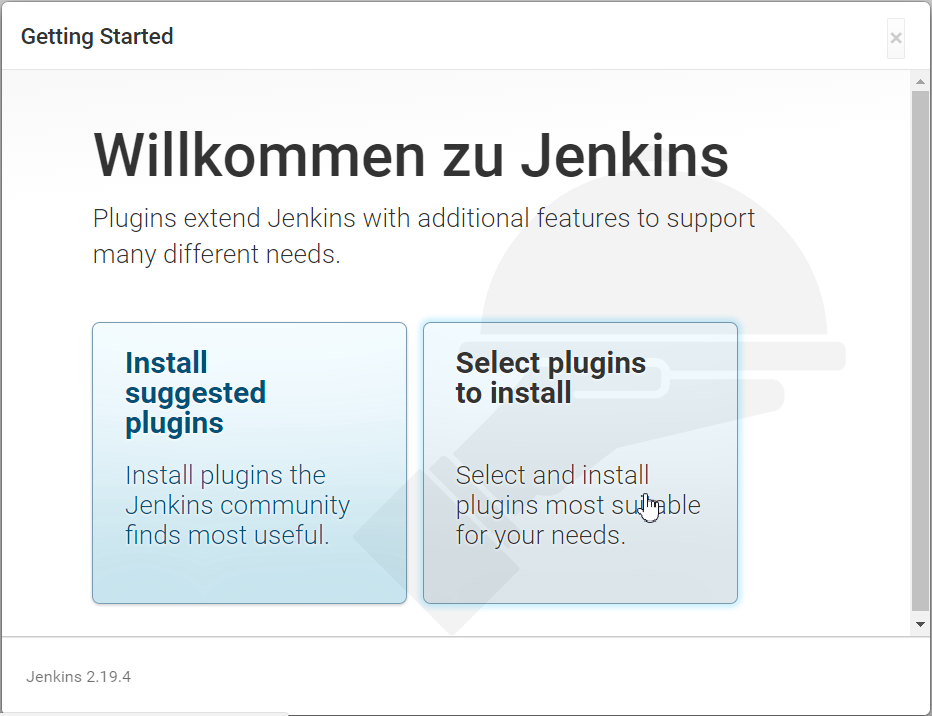 Getting Started
×
Willkommen zu Jenkins
Plugins extend Jenkins with additional features to support
many different needs.
Install
suggested
plugins
Install plugins the
Jenkins community
finds most useful.
Select plugins
to install
Select and install
plugins most suitable
for your needs.
Jenkins 2.19.4